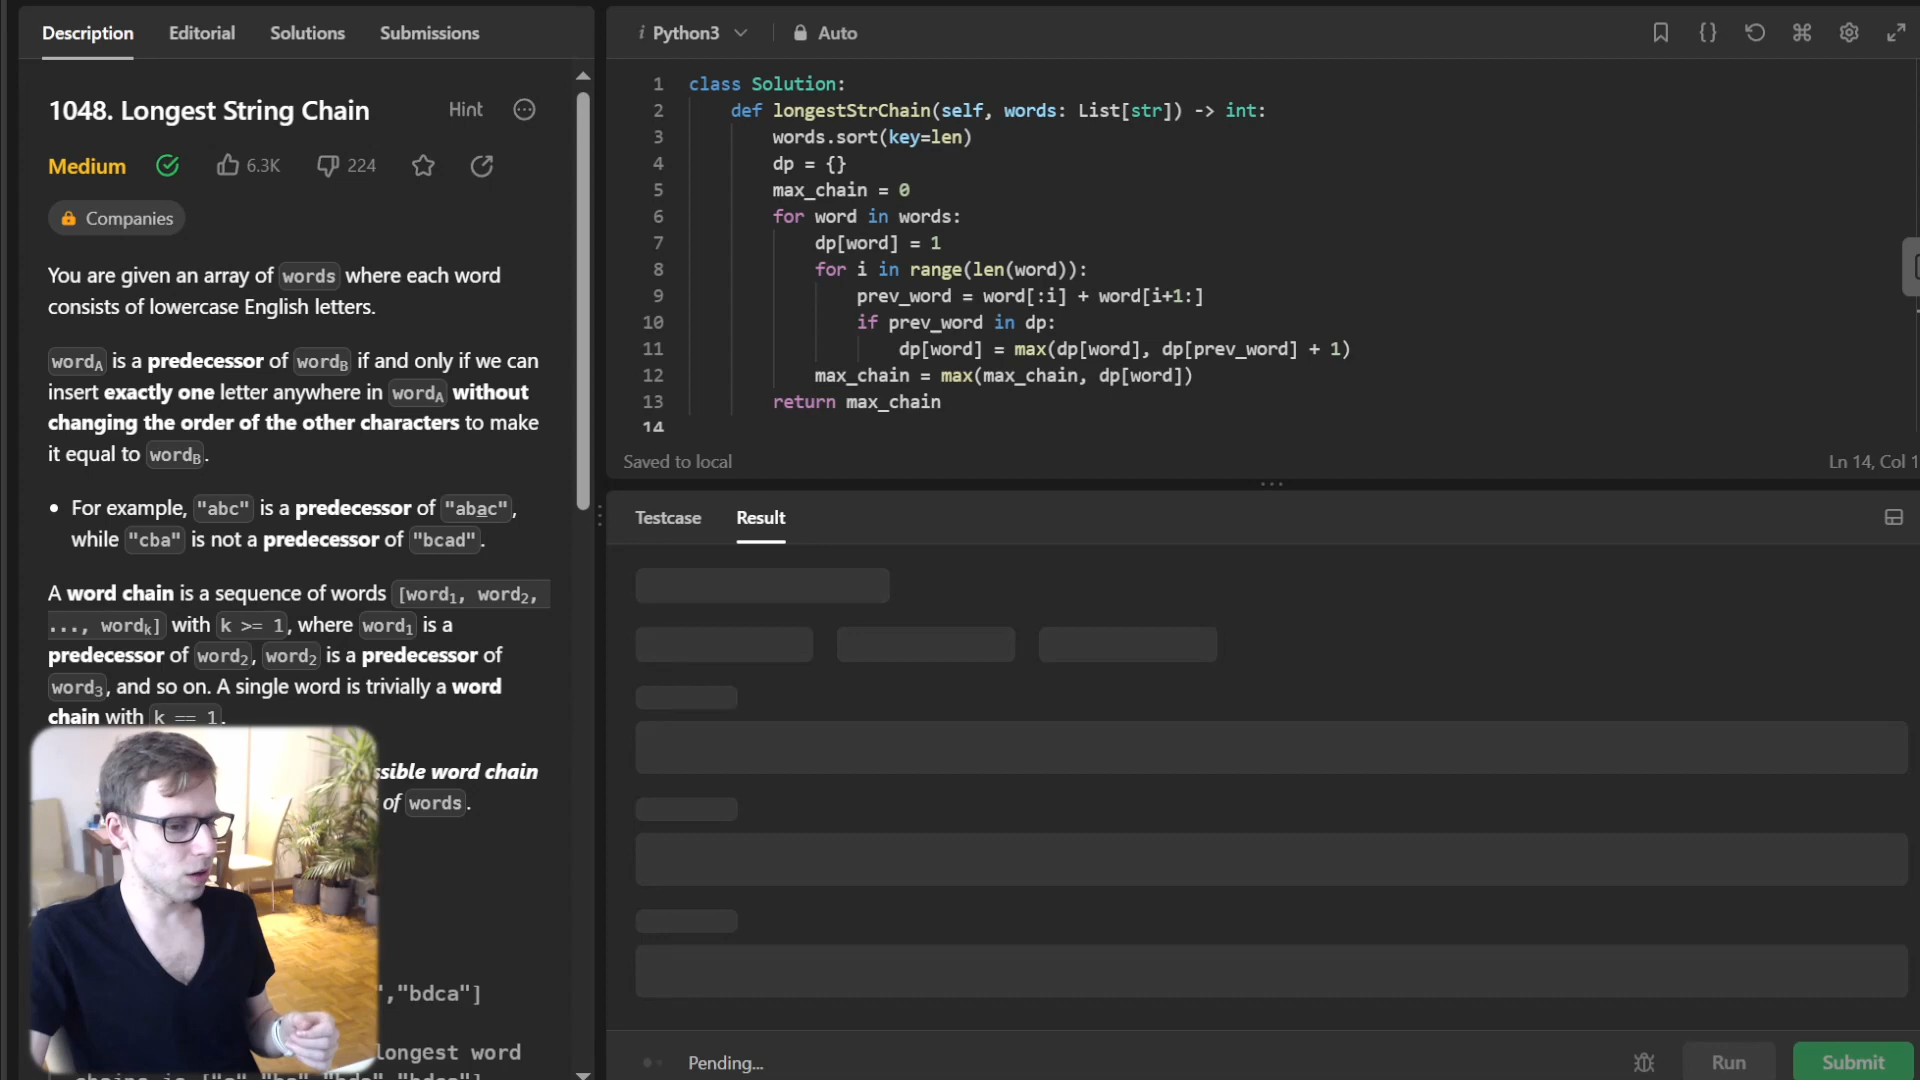 Description Editorial Solutions Submissions
1048. Longest String Chain Hint
Medium 6.3K 224
Companies
You are given an array of words where each word
consists of lowercase English letters.
wordA is a predecessor of wordB if and only if we can
insert exactly one letter anywhere in wordA without
changing the order of the other characters to make
it equal to wordB.
For example, "abc" is a predecessor of "abac",
while "cba" is not a predecessor of "bcad".
A word chain is a sequence of words [word1, word2,
..., wordk] with k >= 1, where word1 is a
predecessor of word2, word2 is a predecessor of
word3, and so on. A single word is trivially a word
chain with k == 1.
ssible word chain
of words.
","bdca"]
longest word
i Python3 Auto
1 class Solution:
2 def longestStrChain(self, words: List[str]) -> int:
3 words.sort(key=len)
4 dp = {}
5 max_chain = 0
6 for word in words:
7 dp[word] = 1
8 for i in range(len(word)):
9 prev_word = word[:i] + word[i+1:]
10 if prev_word in dp:
11 dp[word] = max(dp[word], dp[prev_word] + 1)
12 max_chain = max(max_chain, dp[word])
13 return max_chain
14
Saved to local Ln 14, Col 1
Testcase Result
Pending...
Run Submit